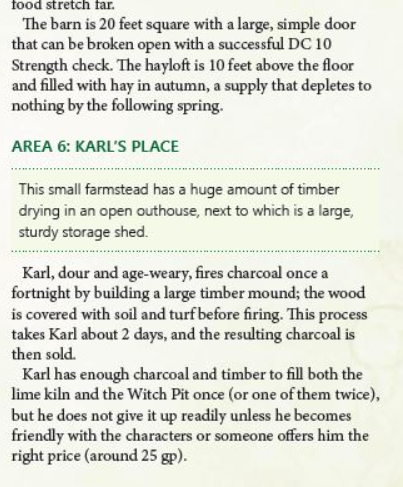 food stretch far.
The barn is 20 feet square with a large, simple door
that can be broken open with a successful DC 10
Strength check. The hayloft is 10 feet above the floor
and filled with hay in autumn, a supply that depletes to
nothing by the following spring.
AREA 6: KARL'S PLACE
This small farmstead has a huge amount of timber
drying in an open outhouse, next to which is a large,
sturdy storage shed.
Karl, dour and age-weary, fires charcoal once a
fortnight by building a large timber mound; the wood
is covered with soil and turf before firing. This process
takes Karl about 2 days, and the resulting charcoal is
then sold.
Karl has enough charcoal and timber to fill both the
lime kiln and the Witch Pit once (or one of them twice),
but he does not give it up readily unless he becomes
friendly with the characters or someone offers him the
right price (around 25 gp).